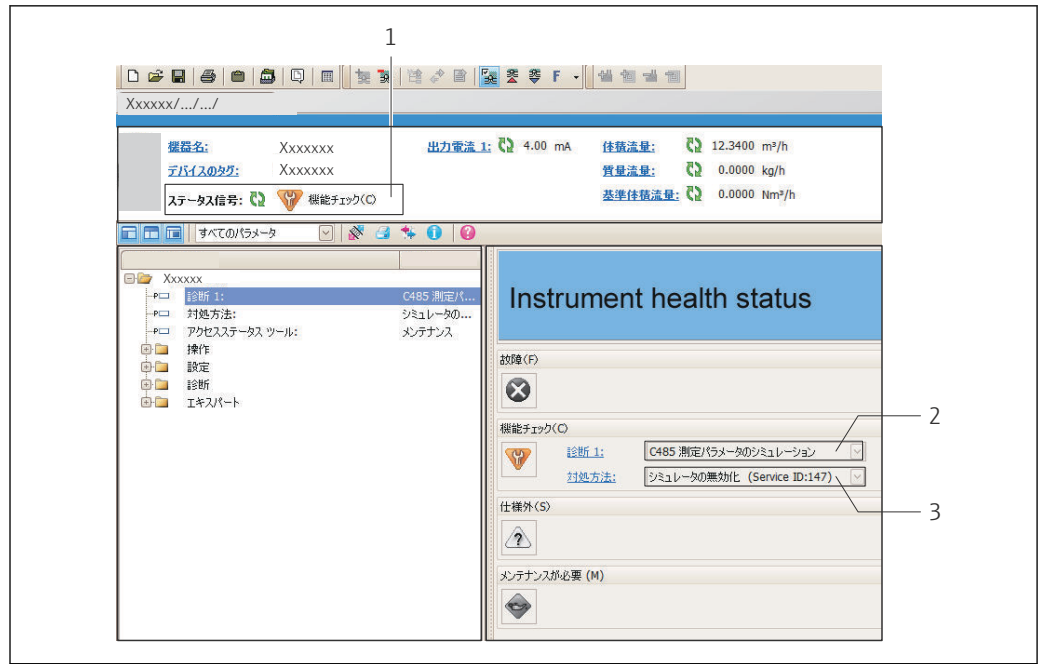 1
F
Xxxxxx/.../.../
機器名: Xxxxxxx 出力電流 1: 4.00 mA 体積流量: 12.3400 m³/h
デバイスのタグ: Xxxxxxx 質量流量: 0.0000 kg/h
ステータス信号: 機能チェック(C) 基準体積流量: 0.0000 Nm³/h
すべてのパラメータ
Xxxxxx
診断 1: C485 測定パ...
対処方法: シミュレータの...
アクセスステータス ツール: メンテナンス
操作
設定
診断
エキスパート
Instrument health status
故障(F)
機能チェック(C)
診断 1: C485 測定パラメータのシミュレーション
2
対処方法: シミュレータの無効化 (Service ID:147)
3
仕様外(S)
?
メンテナンスが必要 (M)